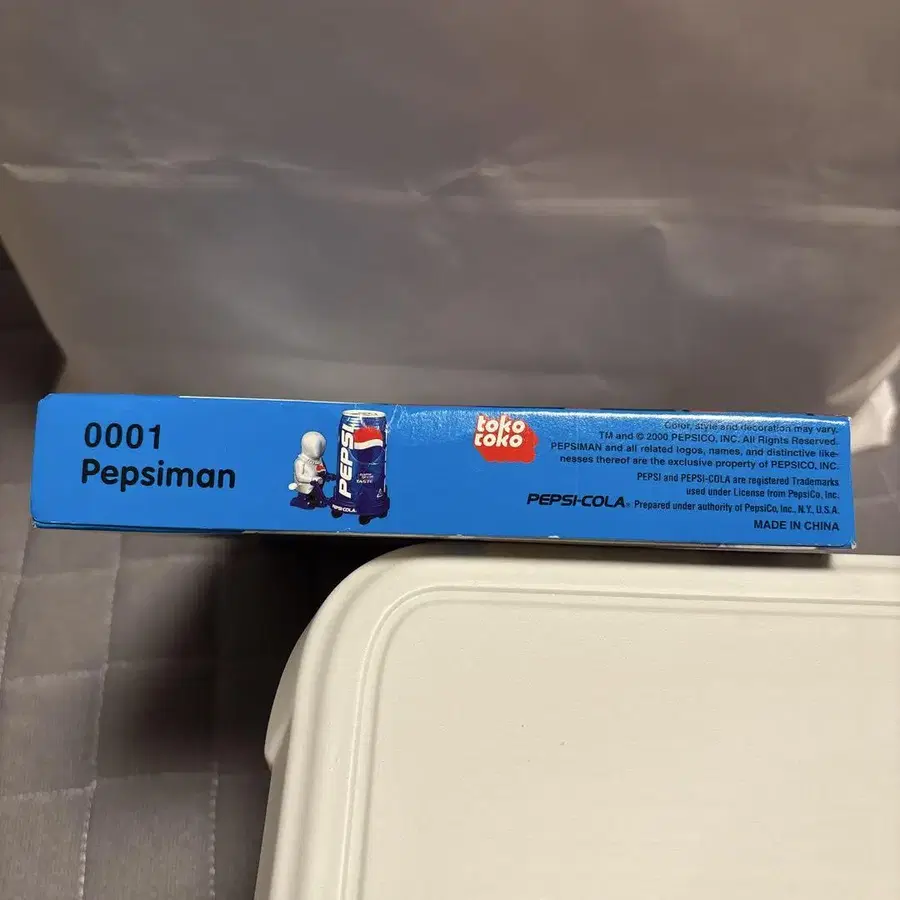 0001
Pepsiman
PEPSI
PEPSI-COLA
toko
toko
Color, style and decoration may vary.
TM and © 2000 PEPSICO, INC. All Rights Reserved.
PEPSIMAN and all related logos, names, and distinctive like-
nesses thereof are the exclusive property of PEPSICO, INC.
PEPSI and PEPSI-COLA are registered Trademarks
used under License from PepsiCo, Inc.
PEPSI-COLA® Prepared under authority of PepsiCo, Inc., N.Y., U.S.A.
MADE IN CHINA